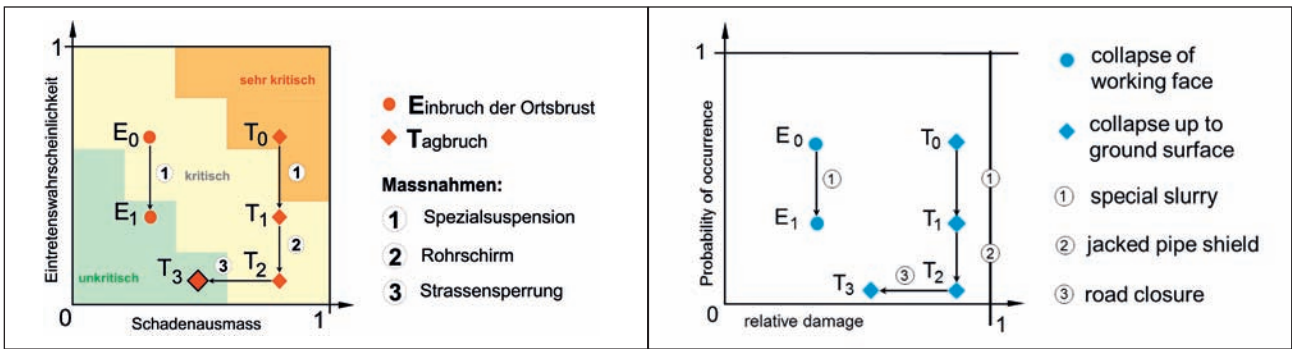 1
Eintretenswahrscheinlichkeit
sehr kritisch
E0
T0
1
1
kritisch
E1
T1
2
unkritisch
T3
3
T2
0
Schadenausmass
1
Einbruch der Ortsbrust
Tagbruch
Massnahmen:
1 Spezialsuspension
2 Rohrschirm
3 Strassensperrung
1
Probability of occurrence
E0
T0
1
1
E1
T1
2
T3
3
T2
0
relative damage
1
collapse of
working face
collapse up to
ground surface
1 special slurry
2 jacked pipe shield
3 road closure